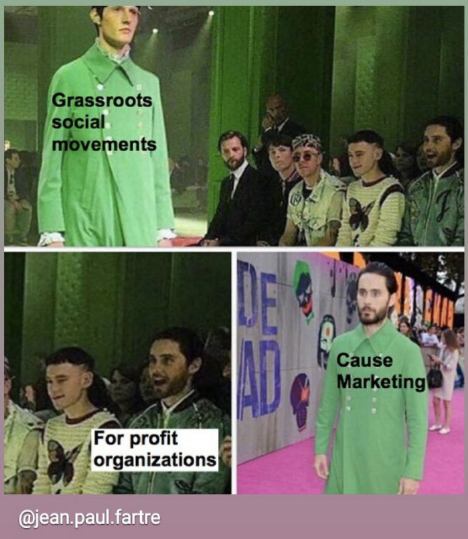 Grassroots
social
movements
For profit
organizations
DE
AD
Cause
Marketing
@jean.paul.fartre